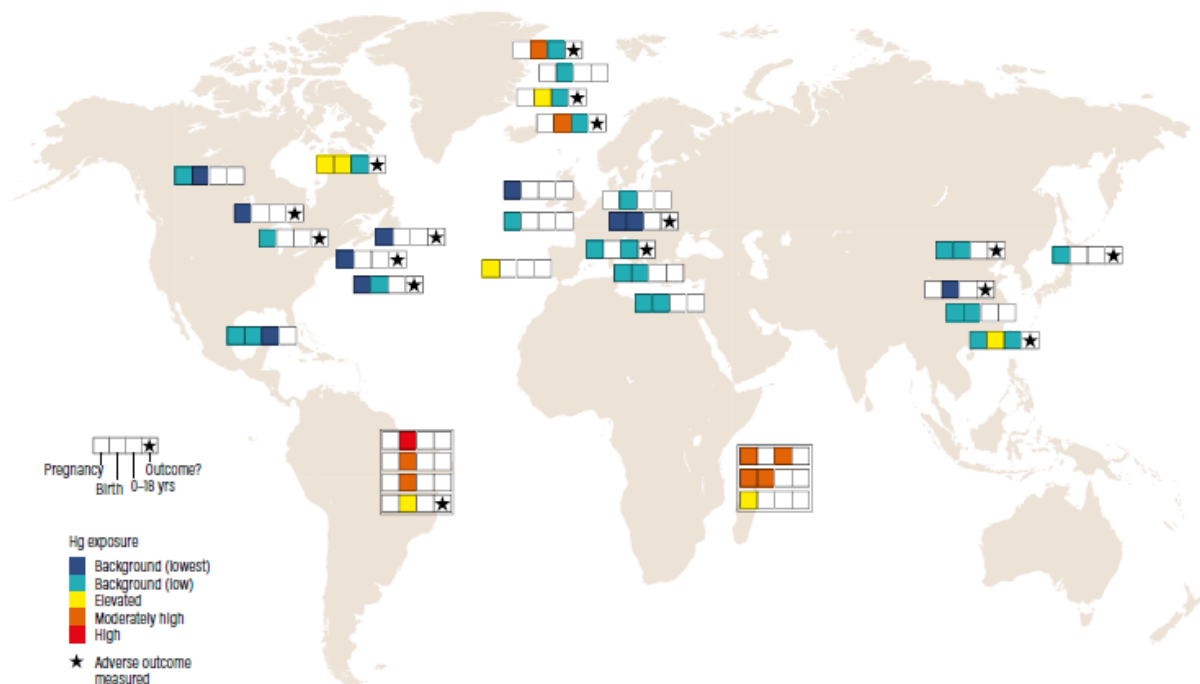 Pregnancy
Outcome?
Birth
0–18 yrs
Hg exposure
Background (lowest)
Background (low)
Elevated
Moderately high
High
Adverse outcome
measured